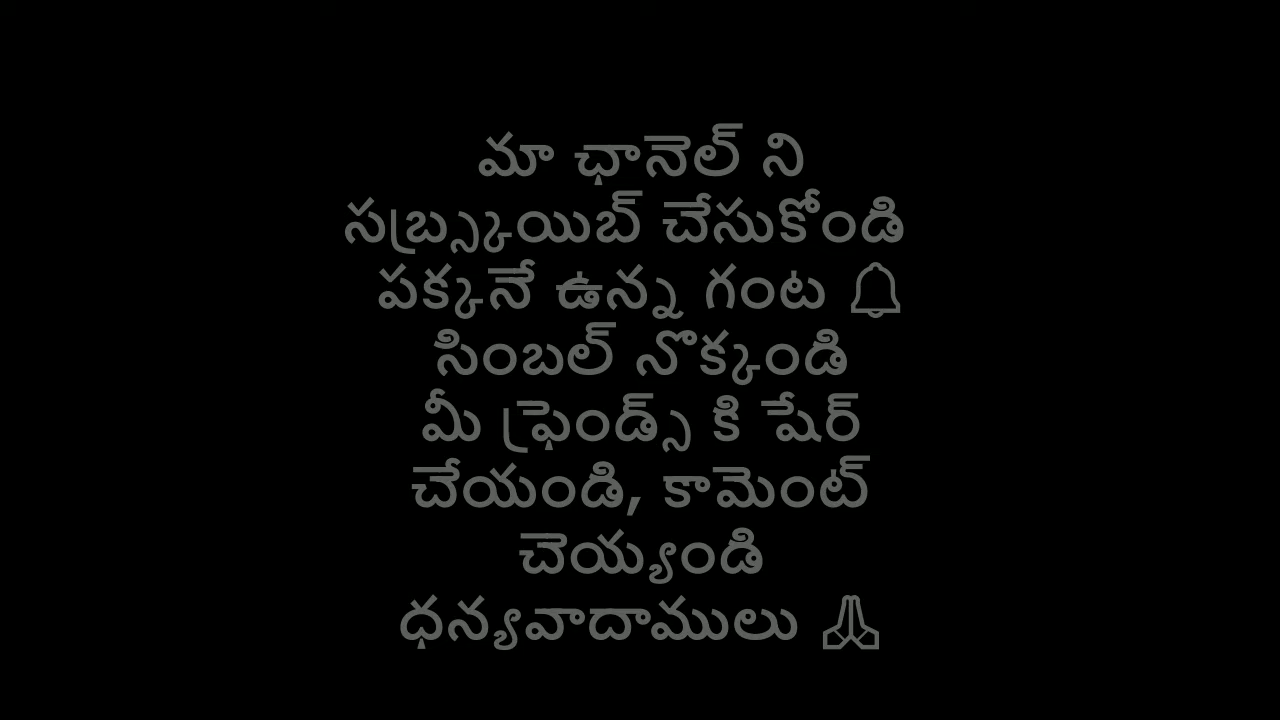 మా ఛానెల్ ని
సబ్స్క్రయిబ్ చేసుకోండి
పక్కనే ఉన్న గంట 🔔
సింబల్ నొక్కండి
మీ ఫ్రెండ్స్ కి షేర్
చేయండి, కామెంట్
చెయ్యండి
ధన్యవాదాములు 🙏